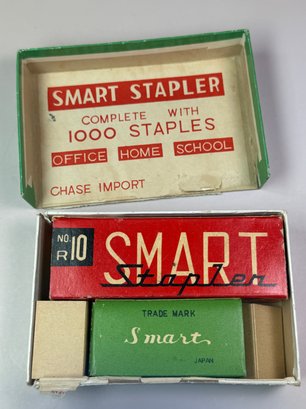 SMART STAPLER
COMPLETE WITH
1000 STAPLES
OFFICE HOME SCHOOL
CHASE IMPORT
NO.
R10
SMART
Stapler
TRADE MARK
Smart
JAPAN